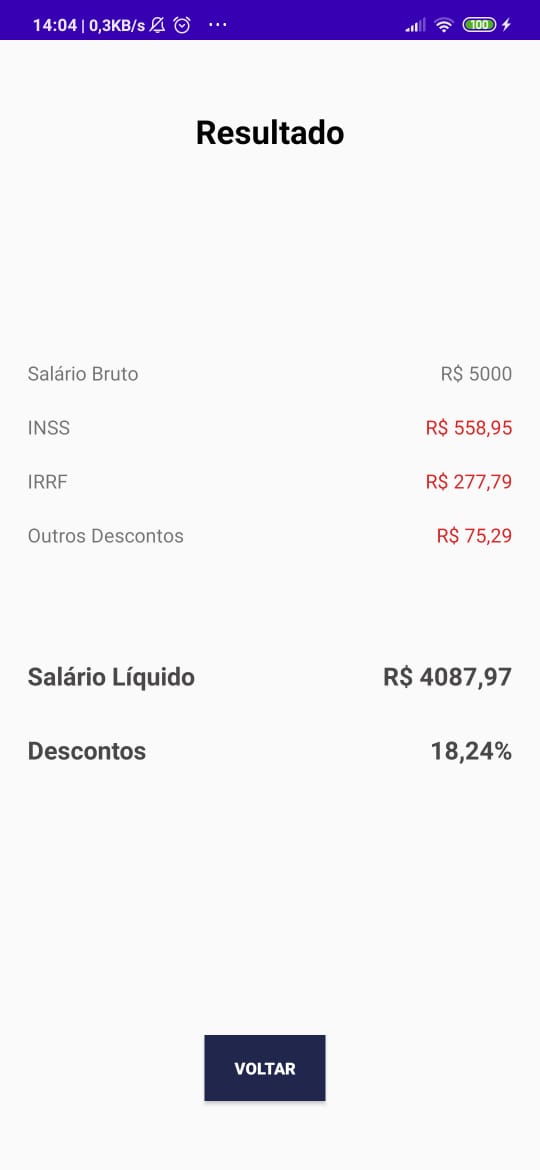 14:04 | 0,3KB/s ... 100
Resultado
Salário Bruto R$ 5000
INSS R$ 558,95
IRRF R$ 277,79
Outros Descontos R$ 75,29
Salário Líquido R$ 4087,97
Descontos 18,24%
VOLTAR